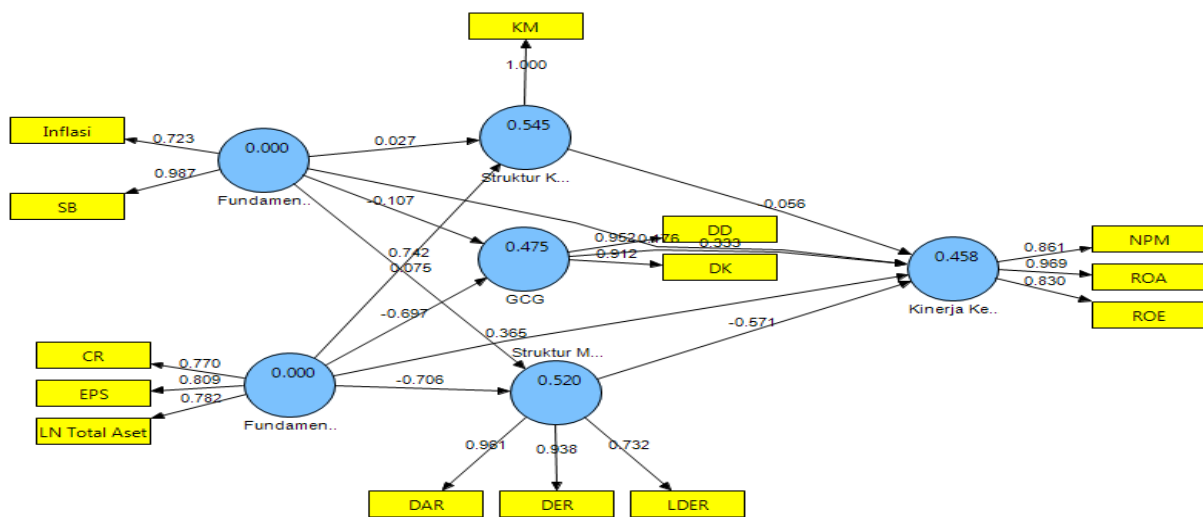 KM
1.000
Inflasi
0.723
0.000
0.027
0.545
Struktur K...
SB
0.987
Fundamen..
-0.107
0.056
0.742
0.075
0.475
GCG
0.952
0.912
0.333
DD
DK
0.458
Kinerja Ke..
0.861
NPM
0.969
ROA
0.830
ROE
-0.697
0.365
-0.571
Struktur M...
CR
0.770
EPS
0.809
LN Total Aset
0.782
0.000
Fundamen..
-0.706
0.520
0.938
0.732
DAR
DER
LDER